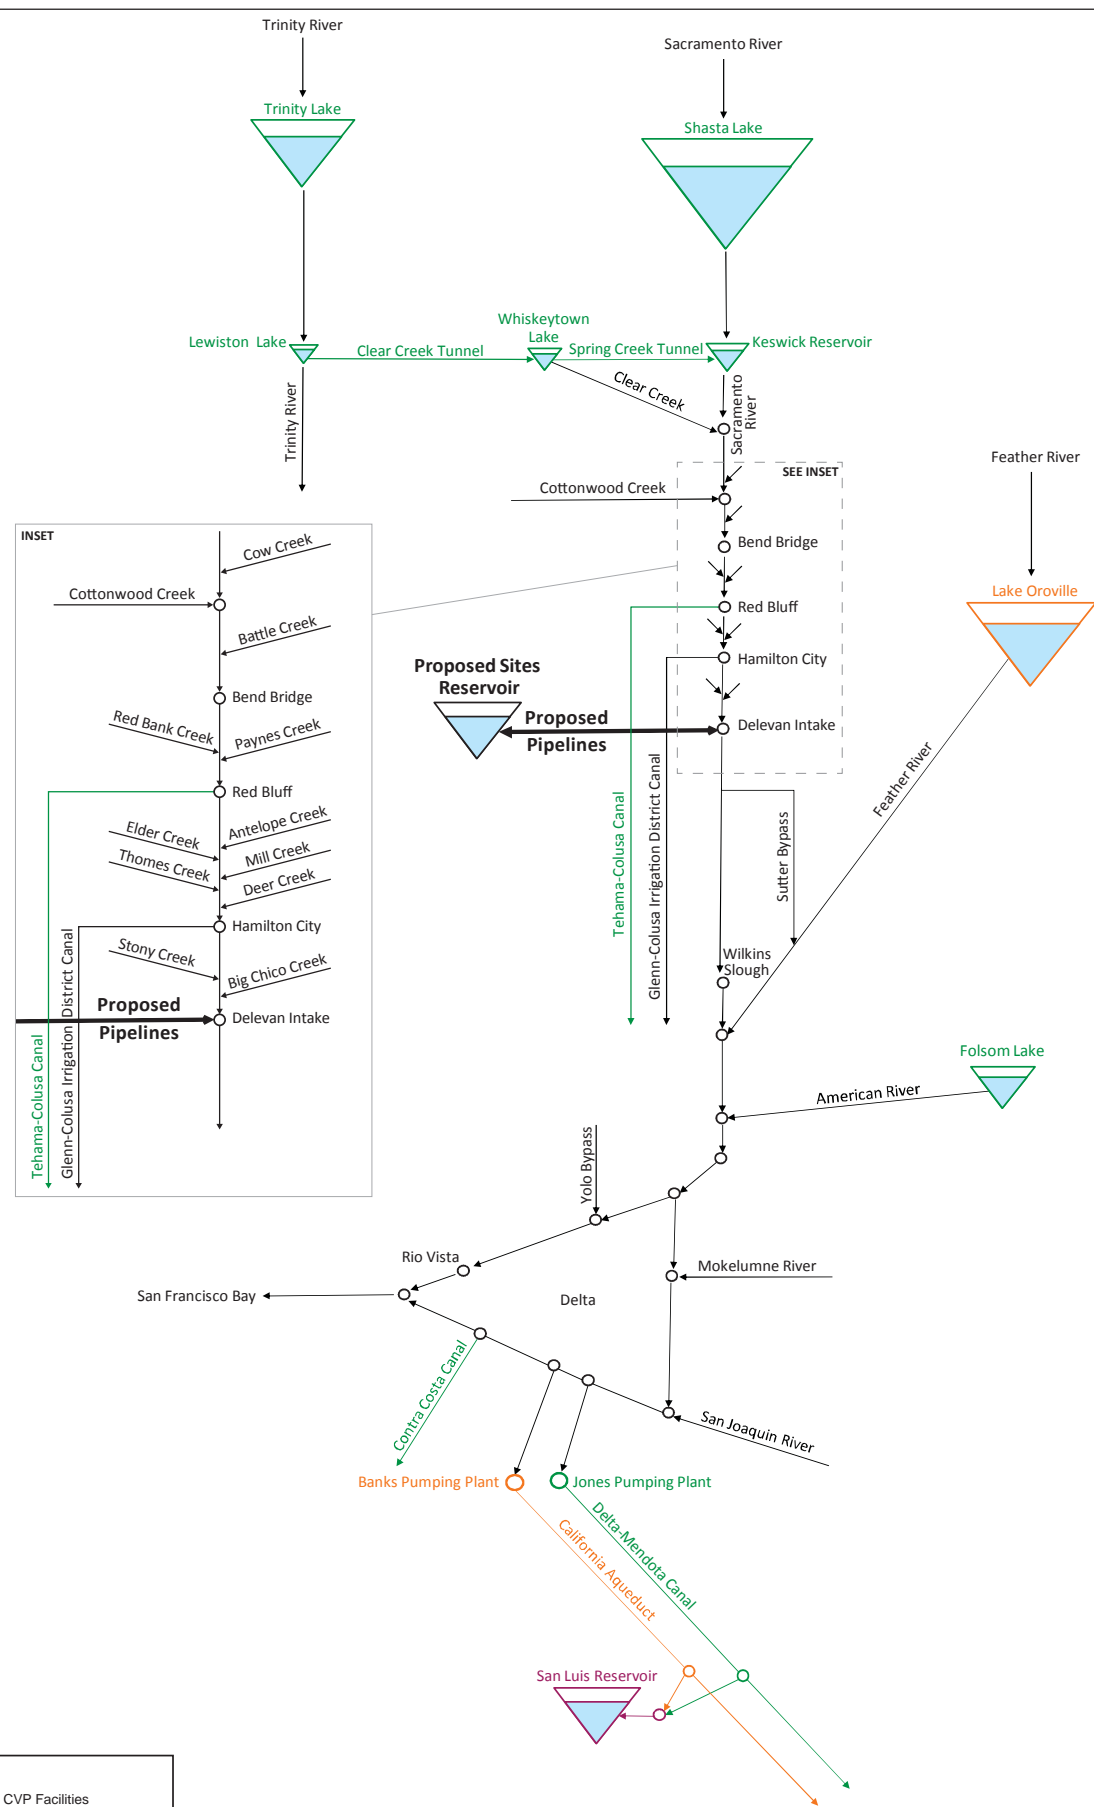 Trinity River
Sacramento River
Trinity Lake
Shasta Lake
Whiskeytown
Lake
Lewiston Lake
Clear Creek Tunnel
Spring Creek Tunnel
Keswick Reservoir
Clear Creek
Sacramento
River
Trinity River
Feather River
SEE INSET
Cottonwood Creek
Bend Bridge
Red Bluff
Hamilton City
Delevan Intake
Lake Oroville
Proposed Sites
Reservoir
Proposed
Pipelines
Feather River
Tehama-Colusa Canal
Glenn-Colusa Irrigation District Canal
Sutter Bypass
Wilkins
Slough
INSET
Cow Creek
Cottonwood Creek
Battle Creek
Bend Bridge
Red Bank Creek
Paynes Creek
Red Bluff
Antelope Creek
Elder Creek
Mill Creek
Thomes Creek
Deer Creek
Hamilton City
Stony Creek
Big Chico Creek
Proposed
Pipelines
Delevan Intake
Tehama-Colusa Canal
Glenn-Colusa Irrigation District Canal
Folsom Lake
American River
Yolo Bypass
Rio Vista
Mokelumne River
San Francisco Bay
Delta
Contra Costa Canal
San Joaquin River
Banks Pumping Plant
Jones Pumping Plant
California Aqueduct
Delta-Mendota Canal
San Luis Reservoir
CVP Facilities